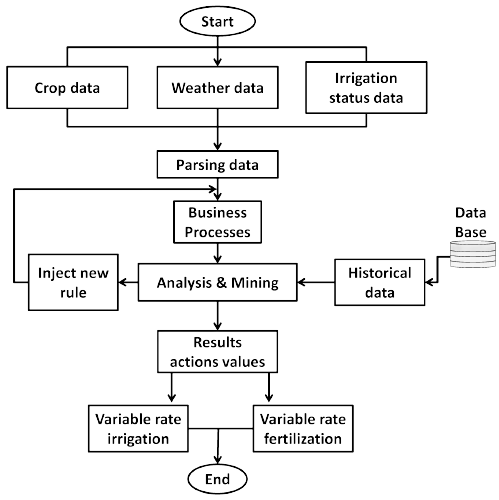 Start
Crop data
Weather data
Irrigation
status data
Parsing data
Business
Processes
Data
Base
Inject new
rule
Analysis & Mining
Historical
data
Results
actions values
Variable rate
irrigation
Variable rate
fertilization
End